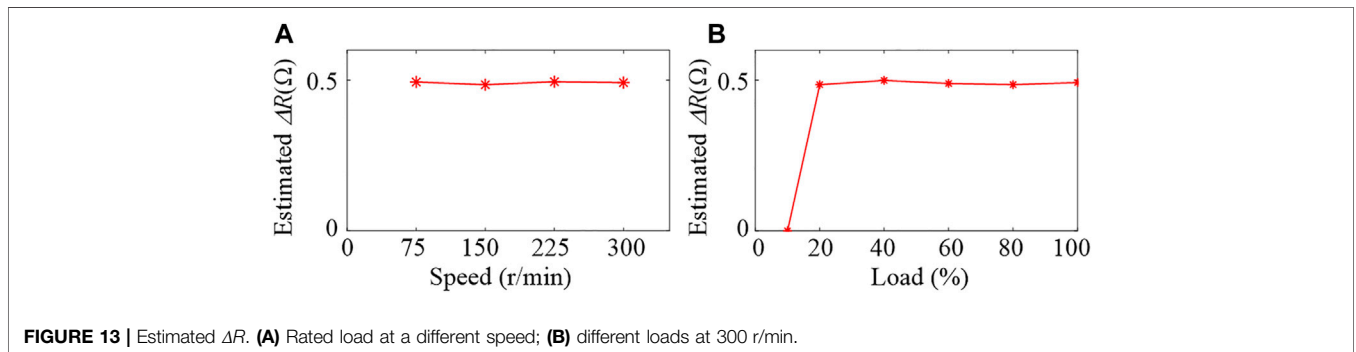 A
Estimated ΔR(Ω)
0.5
0
0 75 150 225 300
Speed (r/min)
B
Estimated ΔR(Ω)
0.5
0
0 20 40 60 80 100
Load (%)
FIGURE 13 | Estimated ΔR. (A) Rated load at a different speed; (B) different loads at 300 r/min.